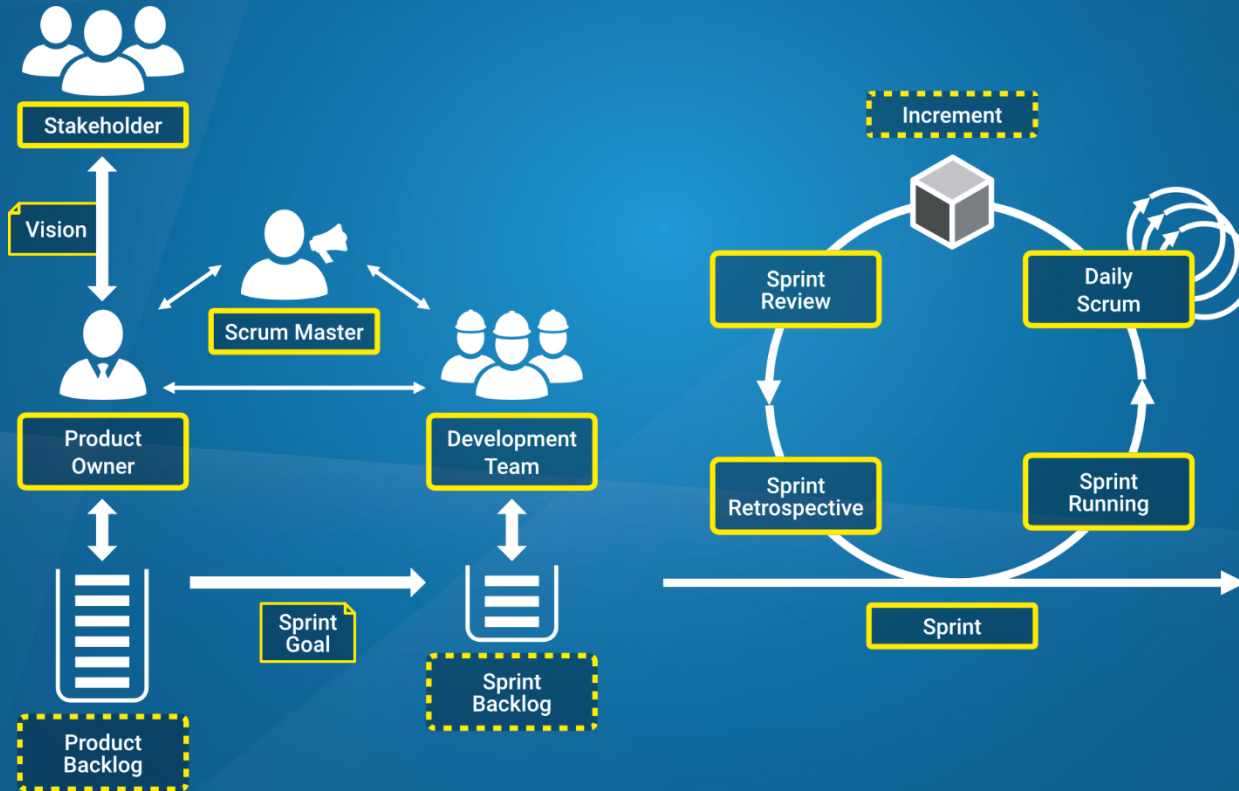 Stakeholder
Vision
Scrum Master
Product
Owner
Development
Team
Sprint
Goal
Product
Backlog
Sprint
Backlog
Increment
Sprint
Review
Daily
Scrum
Sprint
Retrospective
Sprint
Running
Sprint